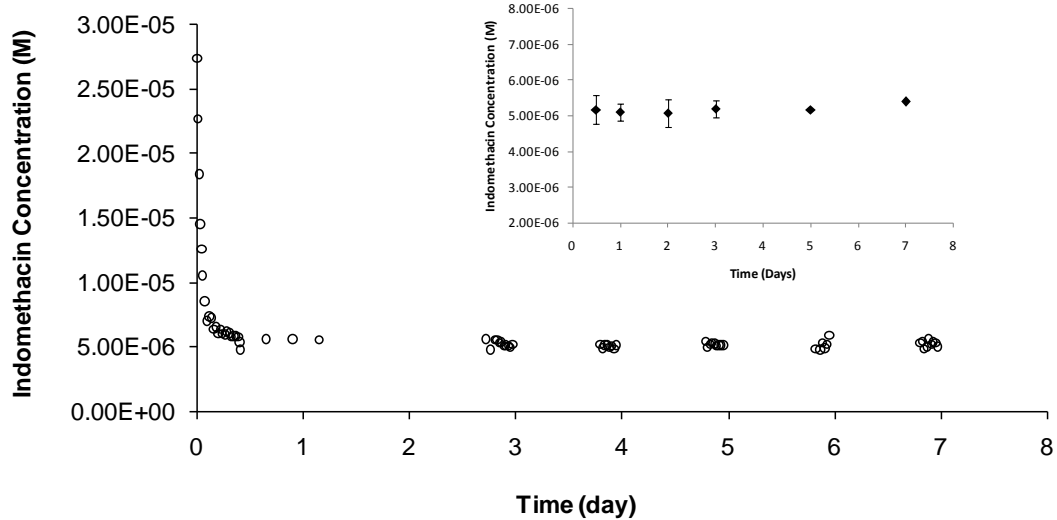 Indomethacin Concentration (M)
3.00E-05
2.50E-05
2.00E-05
1.50E-05
1.00E-05
5.00E-06
0.00E+00
0 1 2 3 4 5 6 7 8
Time (day)
Indomethacin Concentration (M)
8.00E-06
7.00E-06
6.00E-06
5.00E-06
4.00E-06
3.00E-06
2.00E-06
0 1 2 3 4 5 6 7 8
Time (Days)